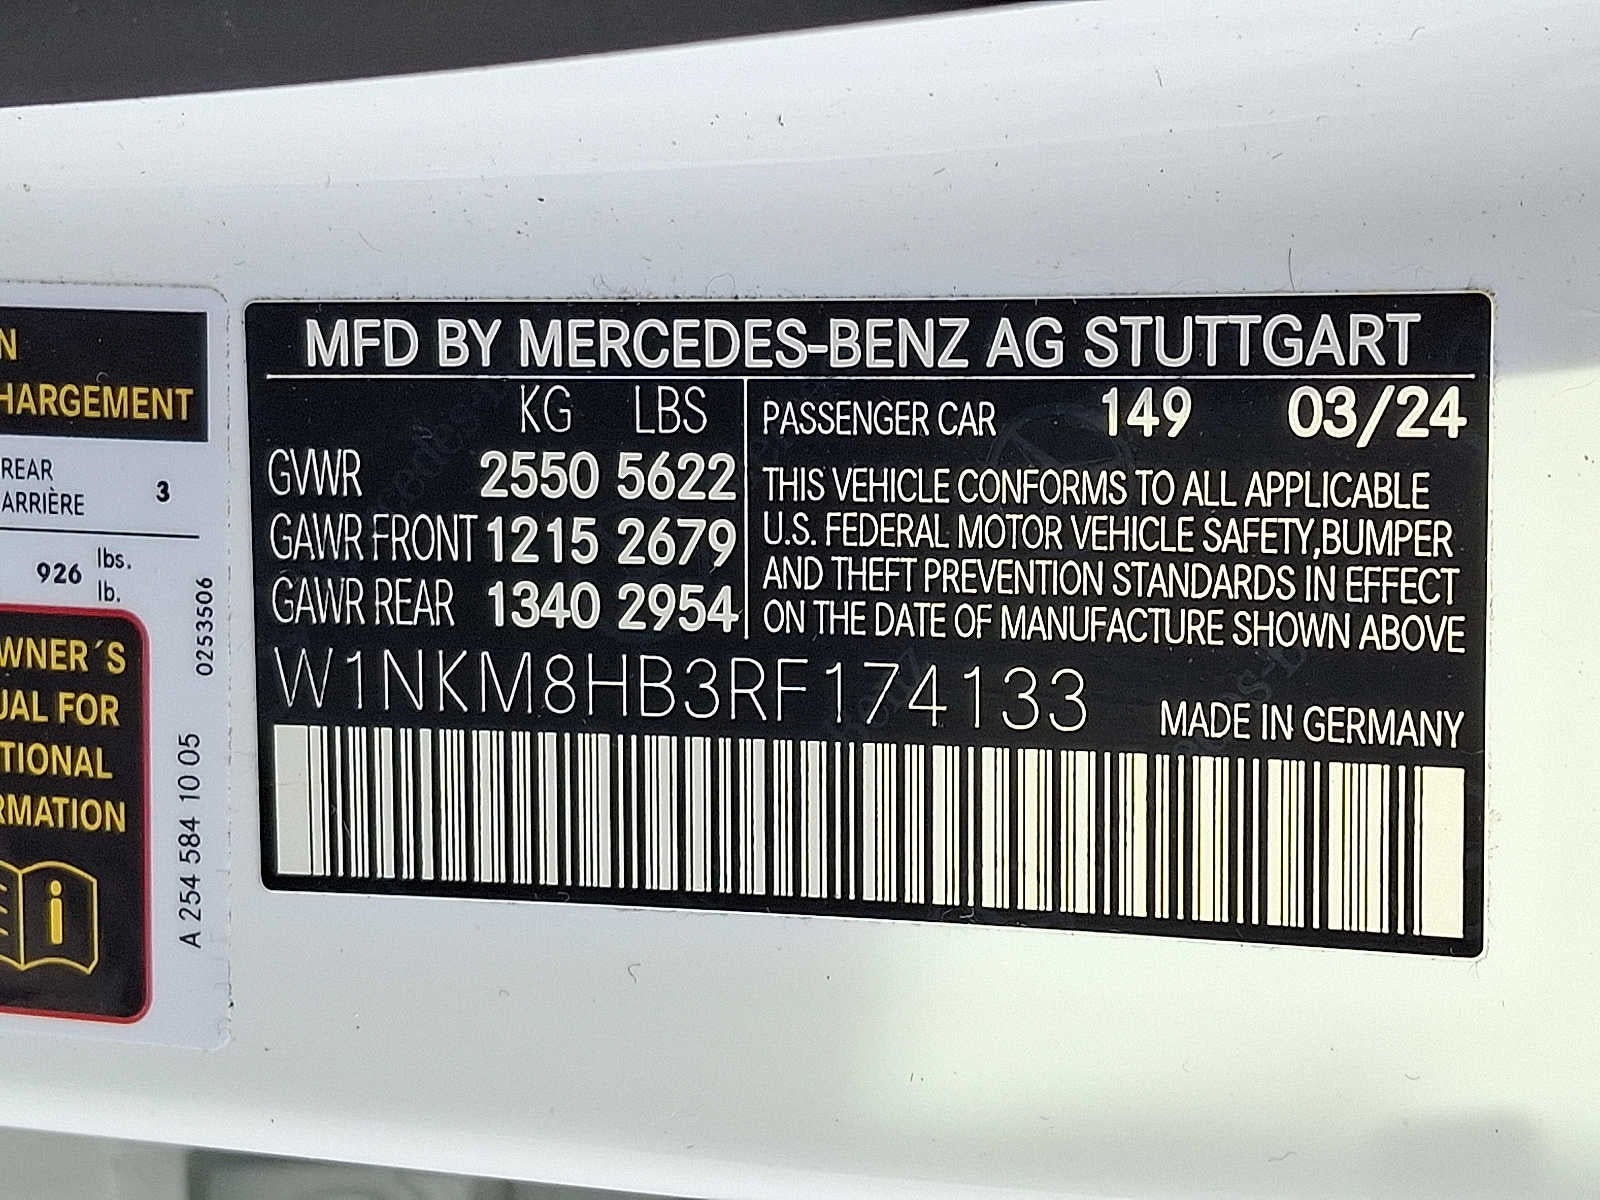 N
HARGEMENT
REAR
ARRIÈRE 3
926 lbs.
lb.
WNER´S
UAL FOR
TIONAL
RMATION
A 254 584 10 05
0253506
MFD BY MERCEDES-BENZ AG STUTTGART
KG LBS
GVWR 2550 5622
GAWR FRONT 1215 2679
GAWR REAR 1340 2954
PASSENGER CAR 149 03/24
THIS VEHICLE CONFORMS TO ALL APPLICABLE
U.S. FEDERAL MOTOR VEHICLE SAFETY,BUMPER
AND THEFT PREVENTION STANDARDS IN EFFECT
ON THE DATE OF MANUFACTURE SHOWN ABOVE
W1NKM8HB3RF174133
MADE IN GERMANY